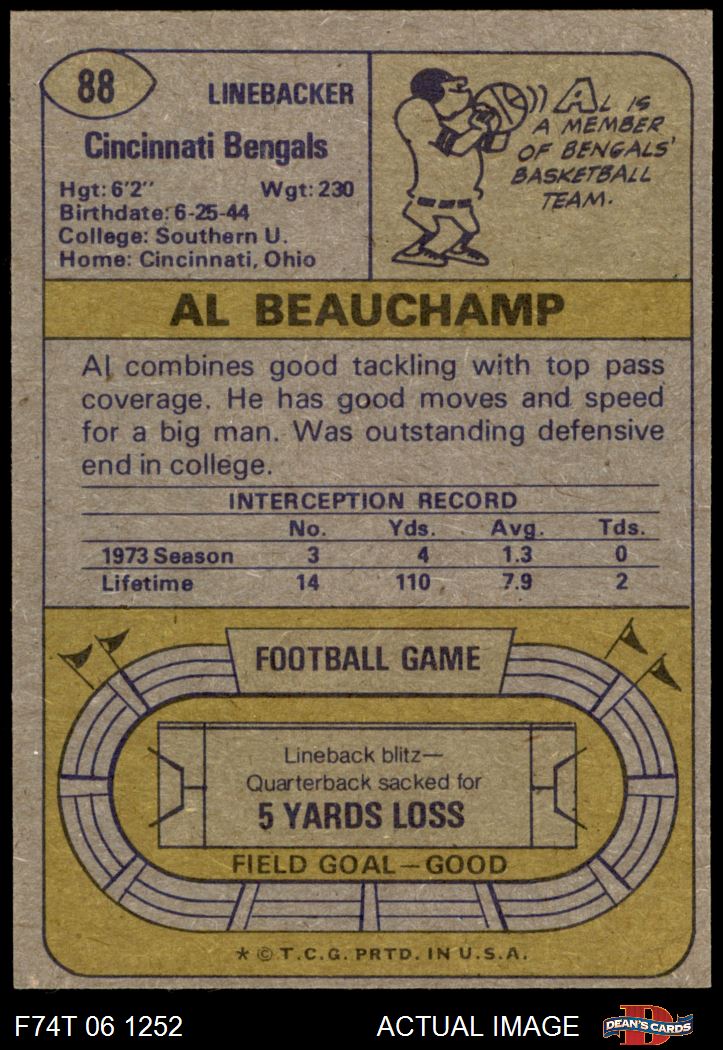 88
LINEBACKER
Cincinnati Bengals
Hgt: 6'2" Wgt: 230
Birthdate: 6-25-44
College: Southern U.
Home: Cincinnati, Ohio
AL IS
A MEMBER
OF BENGALS'
BASKETBALL
TEAM.
AL BEAUCHAMP
Al combines good tackling with top pass
coverage. He has good moves and speed
for a big man. Was outstanding defensive
end in college.
INTERCEPTION RECORD
No. Yds. Avg. Tds.
1973 Season 3 4 1.3 0
Lifetime 14 110 7.9 2
FOOTBALL GAME
Lineback blitz—
Quarterback sacked for
5 YARDS LOSS
FIELD GOAL—GOOD
* © T.C.G. PRTD. IN U.S.A.
F74T 06 1252 ACTUAL IMAGE
D
DEAN'S CARDS